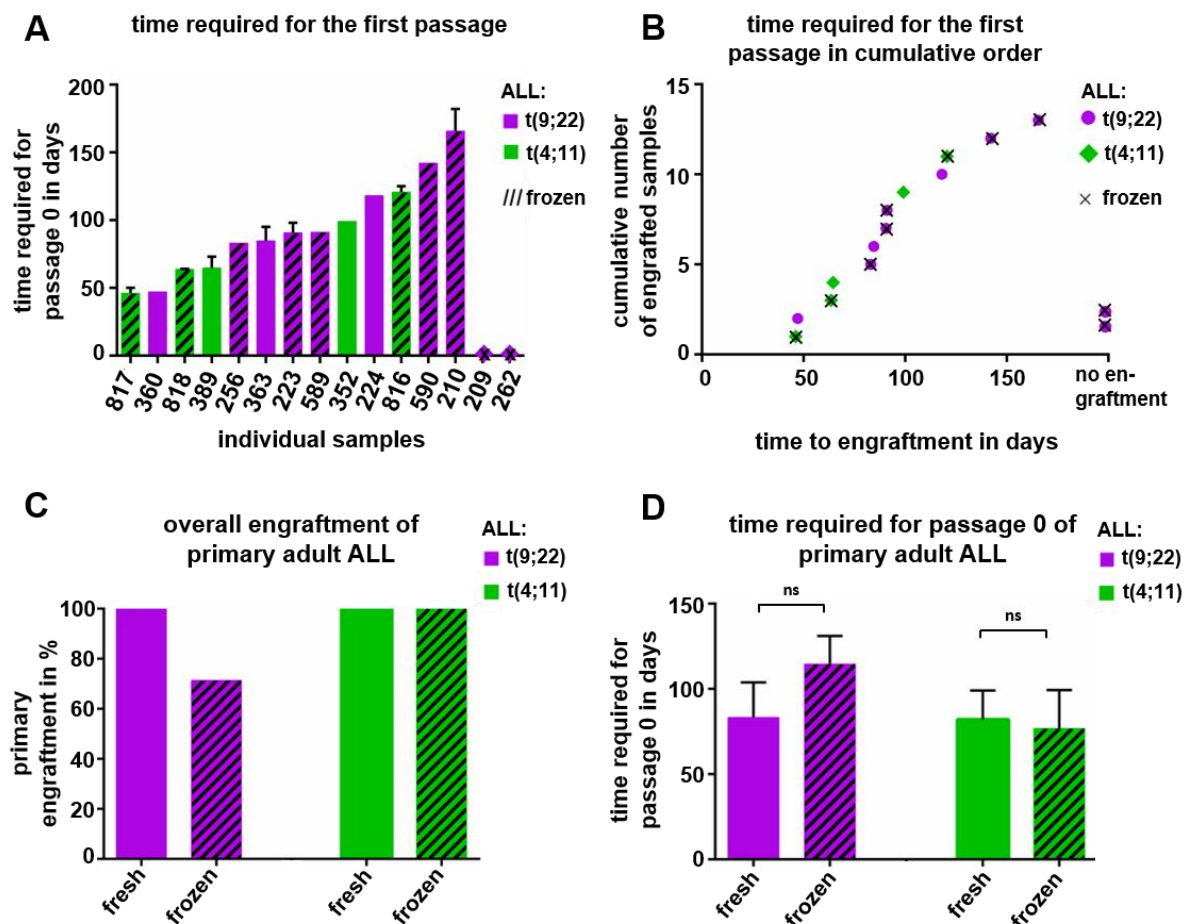 A
time required for the first passage
time required for
passage 0 in days
200
150
100
50
0
ALL:
t(9;22)
t(4;11)
frozen
817
360
818
389
256
363
223
589
352
224
816
590
210
209
262
individual samples
B
time required for the first
passage in cumulative order
cumulative number
of engrafted samples
15
10
5
0
ALL:
t(9;22)
t(4;11)
frozen
0
50
100
150
no en-
graftment
time to engraftment in days
C
overall engraftment of
primary adult ALL
ALL:
t(9;22)
t(4;11)
primary
engraftment in %
100
80
60
40
20
0
fresh
frozen
fresh
frozen
D
time required for passage 0 of
primary adult ALL
ALL:
t(9;22)
t(4;11)
time required for
passage 0 in days
150
100
50
0
ns
ns
fresh
frozen
fresh
frozen